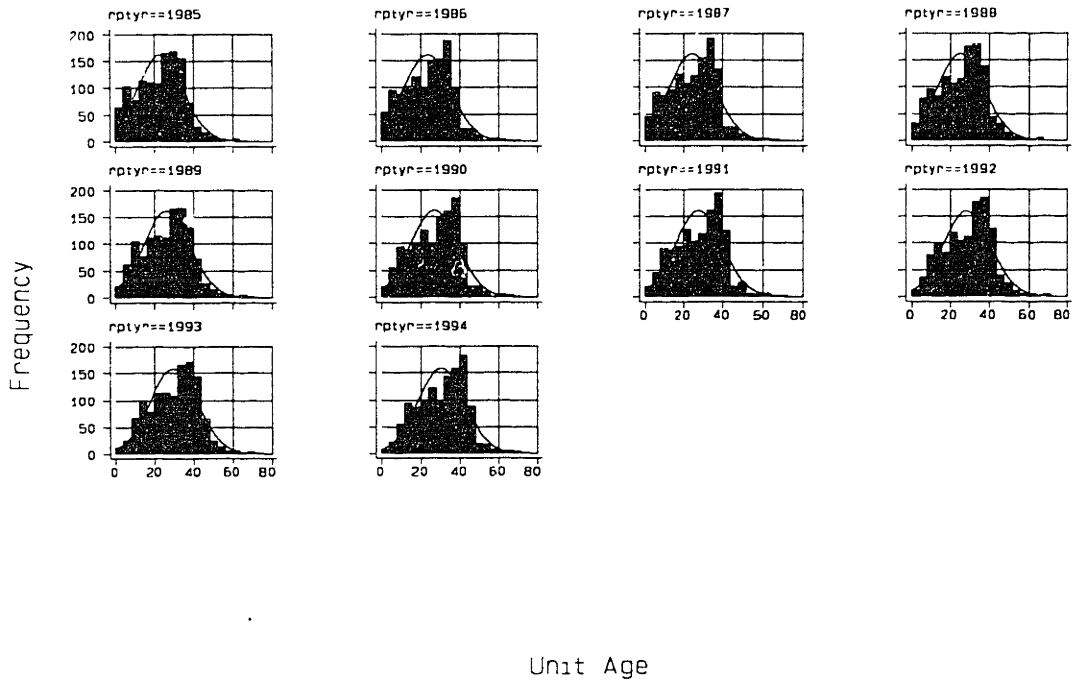 rptyr==1985 rptyr==1986 rptyr==1987 rptyr==1988
200
150
100
50
0
rptyr==1989 rptyr==1990 rptyr==1991 rptyr==1992
200
150
100
50
0
0 20 40 60 80 0 20 40 60 80
rptyr==1993 rptyr==1994
200
150
100
50
0
0 20 40 60 80 0 20 40 60 80
Frequency
Unit Age